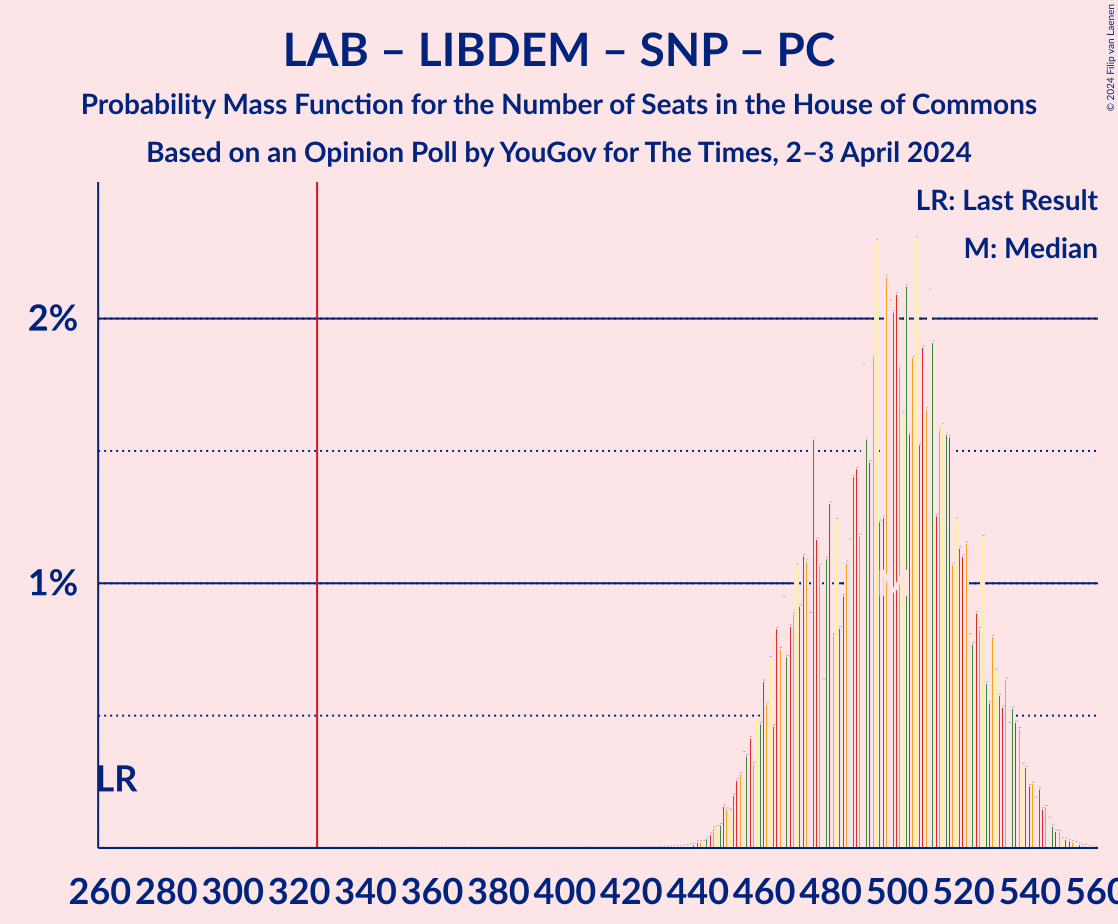 LAB – LIBDEM – SNP – PC
Probability Mass Function for the Number of Seats in the House of Commons
Based on an Opinion Poll by YouGov for The Times, 2–3 April 2024
© 2024 Filip van Laenen
LR: Last Result
M: Median
2%
1%
M
LR
260 280 300 320 340 360 380 400 420 440 460 480 500 520 540 560